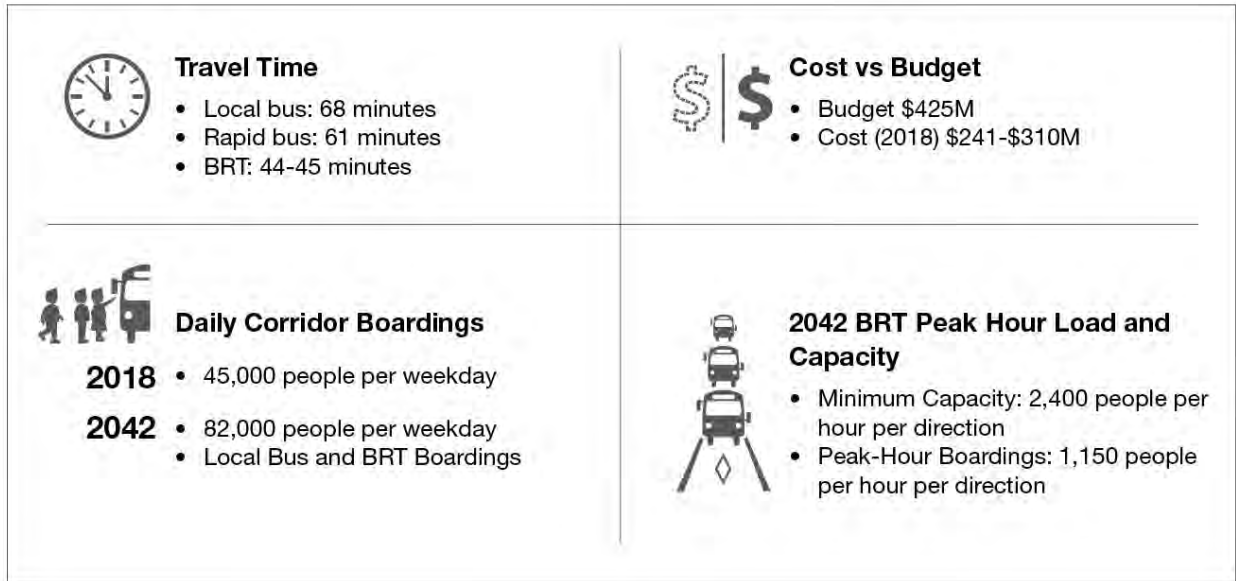 Travel Time
• Local bus: 68 minutes
• Rapid bus: 61 minutes
• BRT: 44-45 minutes
Cost vs Budget
• Budget $425M
• Cost (2018) $241-$310M
Daily Corridor Boardings
2018 • 45,000 people per weekday
2042 • 82,000 people per weekday
• Local Bus and BRT Boardings
2042 BRT Peak Hour Load and
Capacity
• Minimum Capacity: 2,400 people per
hour per direction
• Peak-Hour Boardings: 1,150 people
per hour per direction